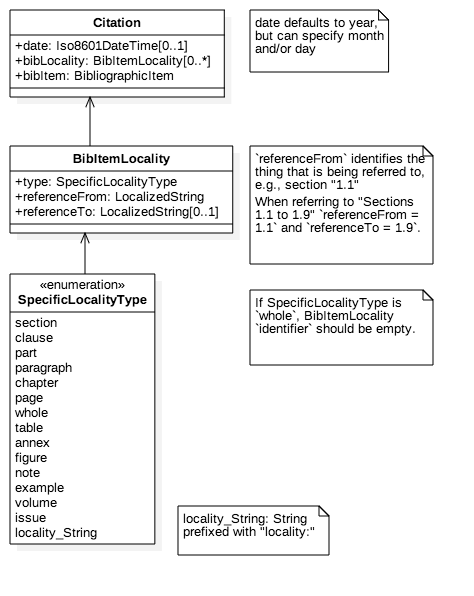 Citation
+date: Iso8601DateTime[0..1]
+bibLocality: BibItemLocality[0..*]
+bibItem: BibliographicItem
date defaults to year,
but can specify month
and/or day
BibItemLocality
+type: SpecificLocalityType
+referenceFrom: LocalizedString
+referenceTo: LocalizedString[0..1]
`referenceFrom` identifies the
thing that is being referred to,
e.g., section "1.1"
When referring to "Sections
1.1 to 1.9" `referenceFrom =
1.1` and `referenceTo = 1.9`.
«enumeration»
SpecificLocalityType
section
clause
part
paragraph
chapter
page
whole
table
annex
figure
note
example
volume
issue
locality_String
If SpecificLocalityType is
`whole`, BibItemLocality
`identifier` should be empty.
locality_String: String
prefixed with "locality:"